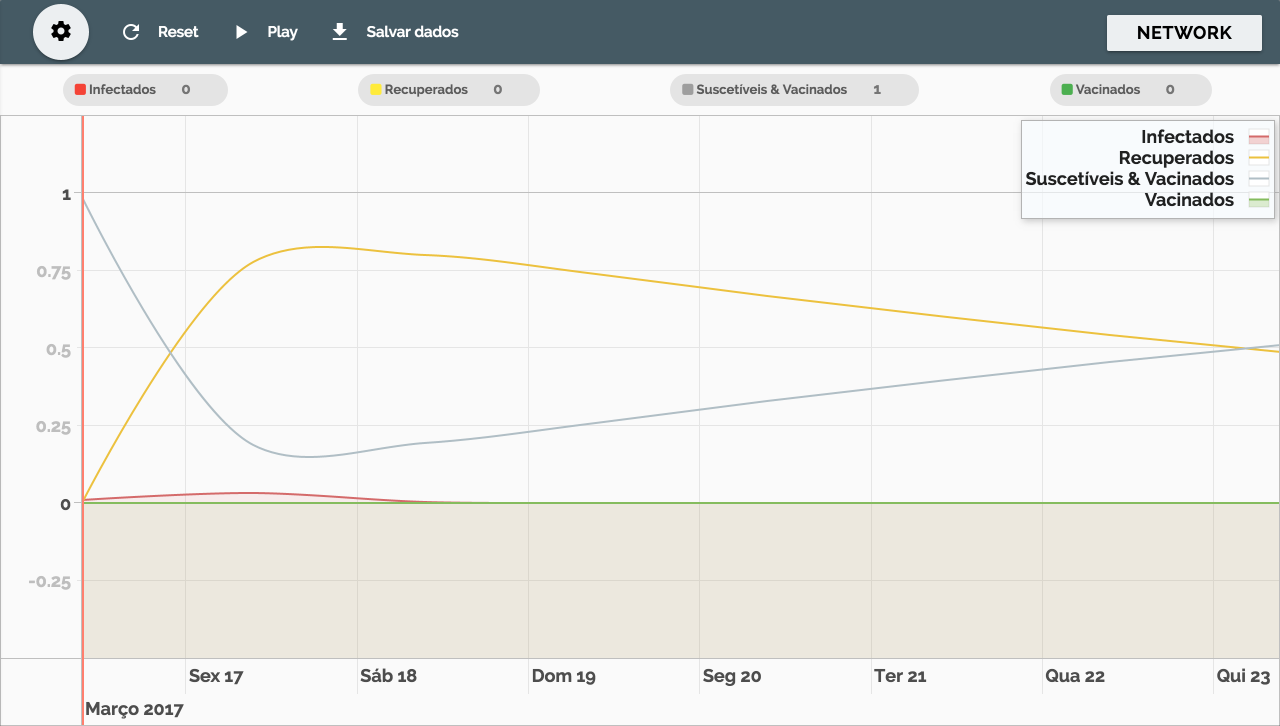 Reset Play Salvar dados NETWORK
Infectados 0 Recuperados 0 Suscetíveis & Vacinados 1 Vacinados 0
Infectados
Recuperados
Suscetíveis & Vacinados
Vacinados
1
0.75
0.5
0.25
0
-0.25
Sex 17 Sáb 18 Dom 19 Seg 20 Ter 21 Qua 22 Qui 23
Março 2017